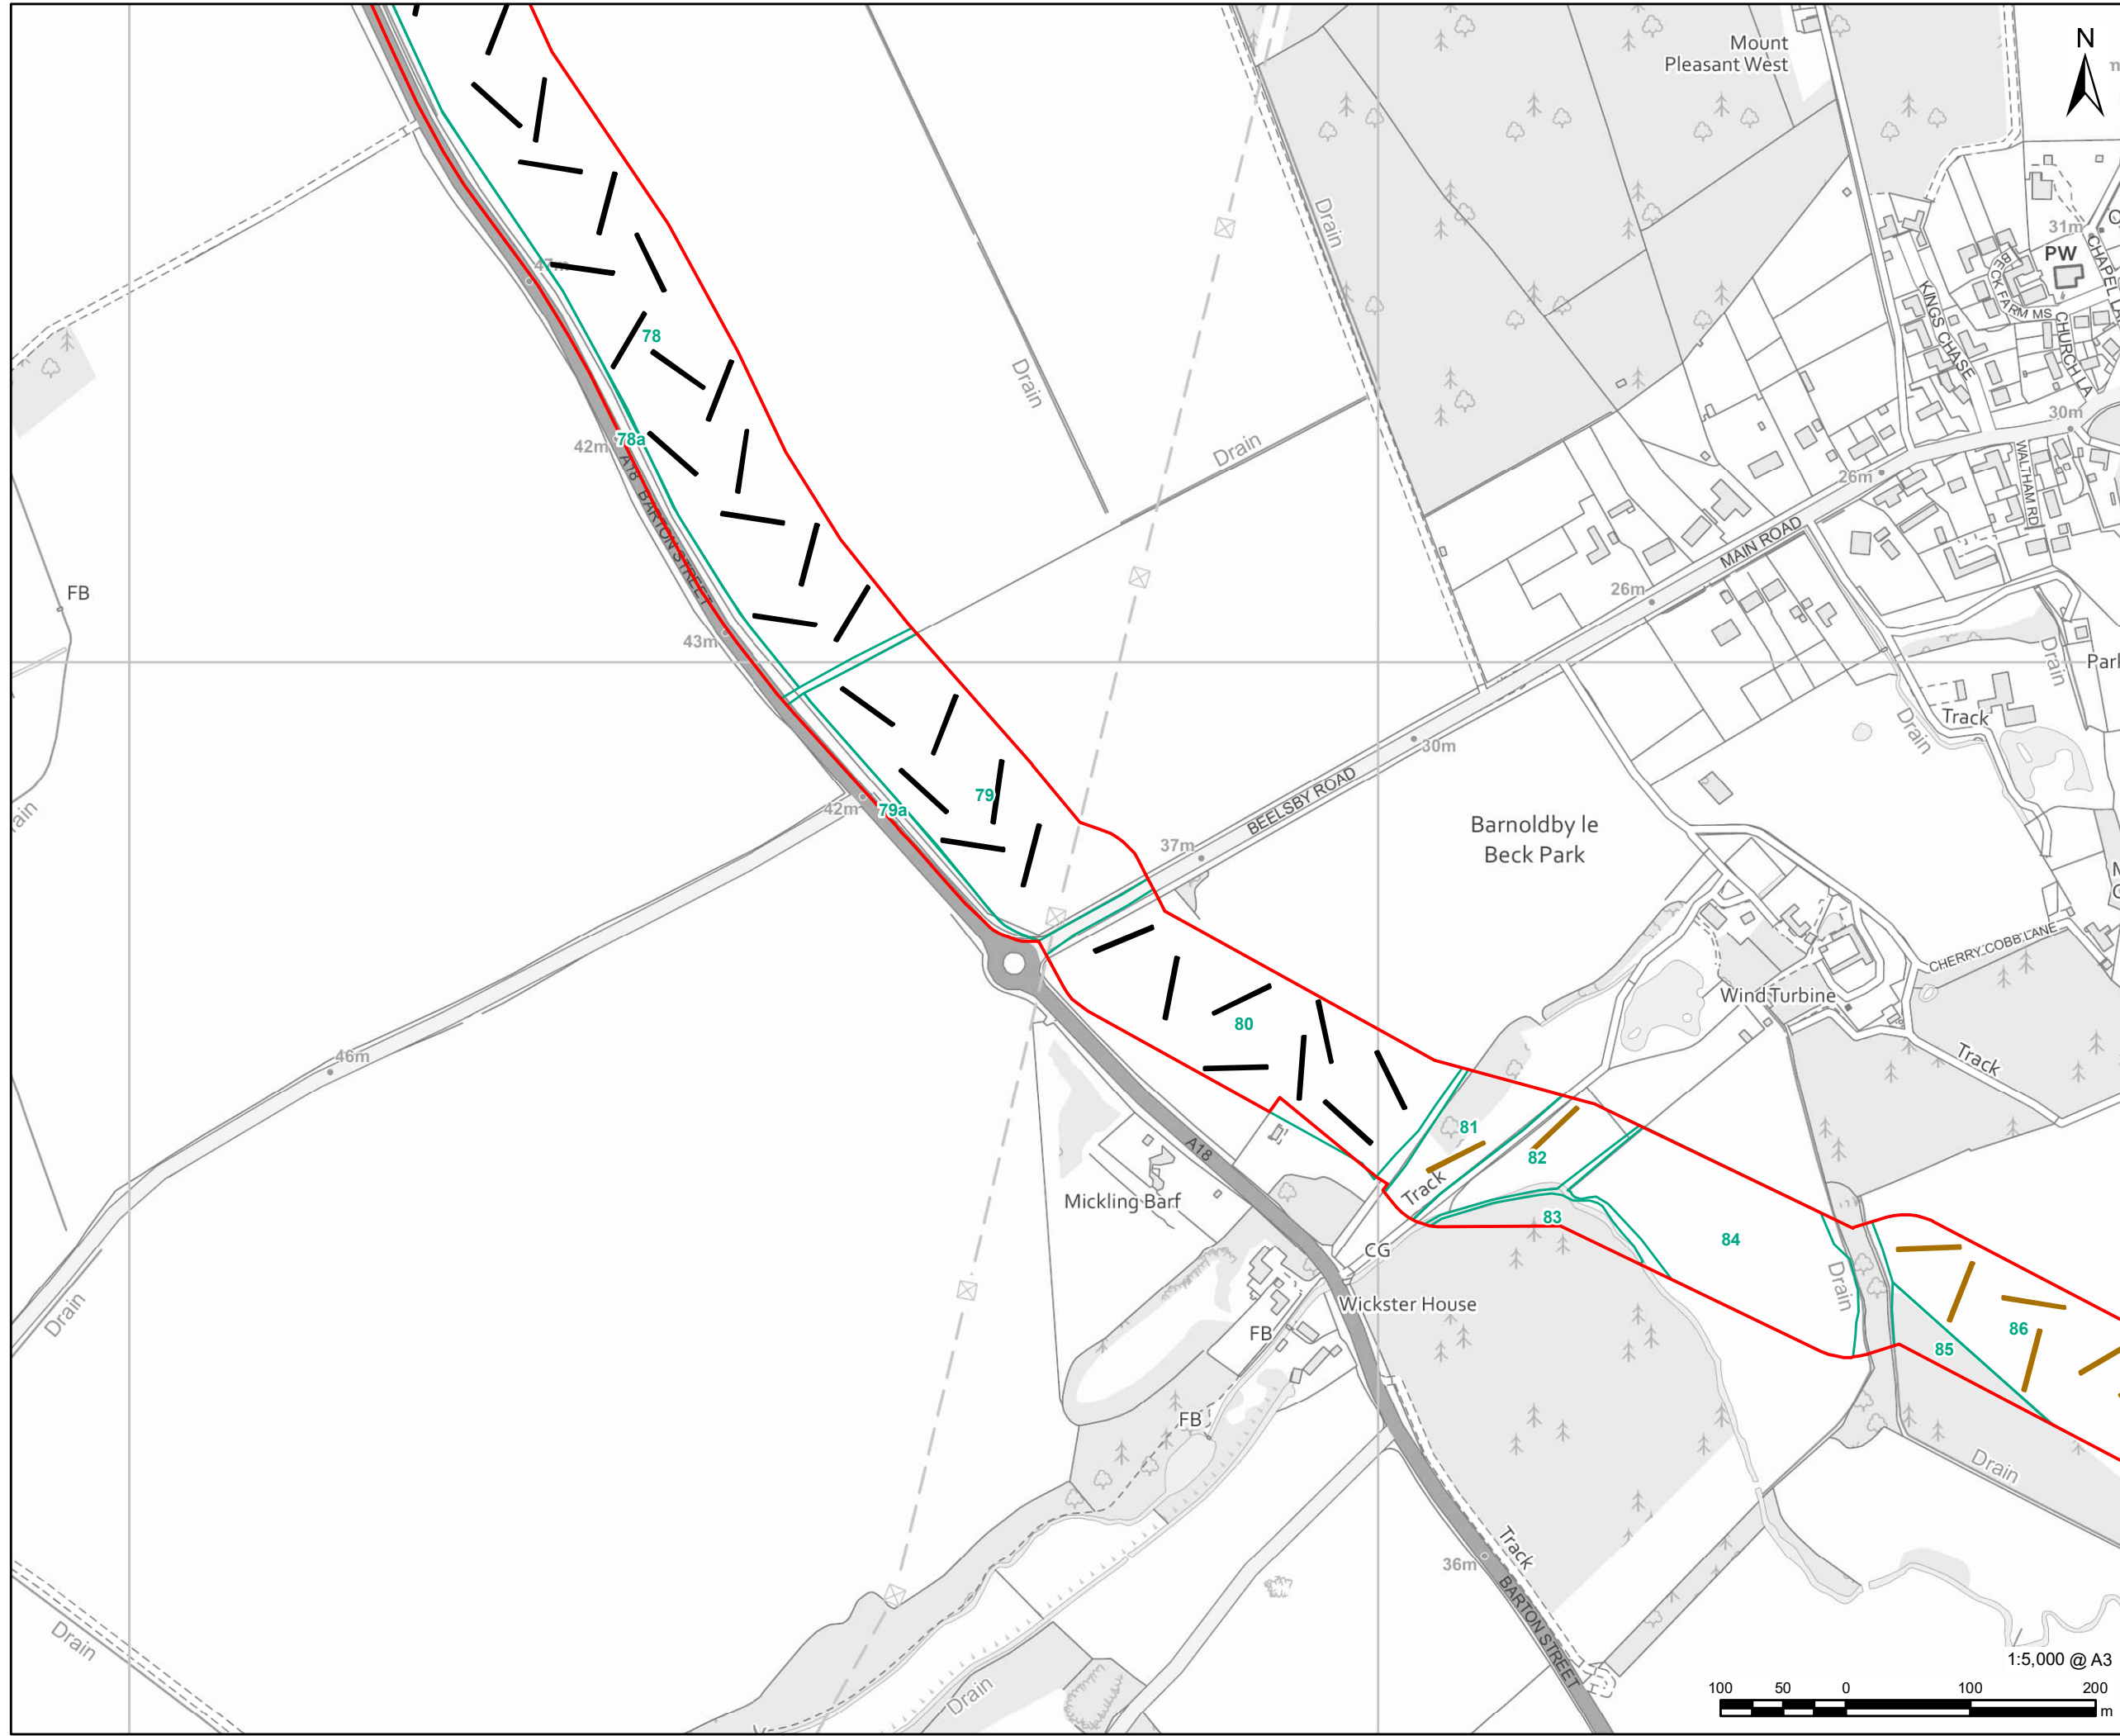 Mount
Pleasant West
N
Drain
31m
PW
CHAPEL
BECK FARM MS
KINGS CHASE
CHURCH LA
47m
78
Drain
30m
78a
42m
Drain
26m
WALTHAM RD
A18 BARTON STREET
MAIN ROAD
FB
26m
43m
Drain
Track
Drain
30m
79
42m
79a
BEELSBY ROAD
37m
Barnoldby le
Beck Park
CHERRY COBB LANE
Wind Turbine
80
46m
Track
81
A18
82
Track
Mickling Barf
83
84
CG
Drain
Wickster House
Drain
FB
86
85
FB
Drain
Track
36m
BARTON STREET
Drain
Drain
1:5,000 @ A3
100 50 0 100 200
m